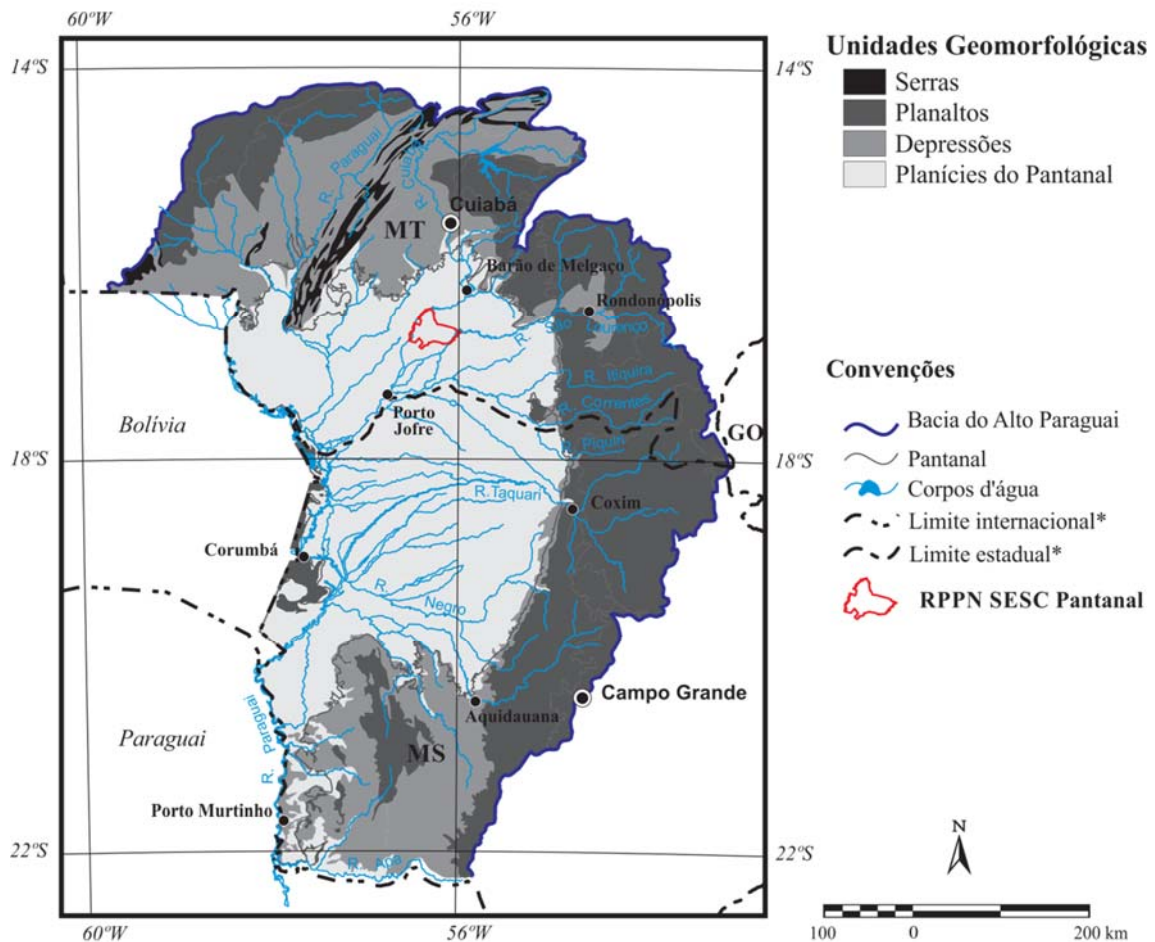 60ºW
56ºW
14ºS
14ºS
R. Paraguai
R. Cuiabá
Cuiabá
MT
Barão de Melgaço
Rondonópolis
R. São Lourenço
R. Itiquira
R. Correntes
Porto
Jofre
Bolívia
GO
R. Piquiri
18ºS
18ºS
R.Taquari
Coxim
Corumbá
R. Negro
Campo Grande
Aquidauana
R. Paraguai
Paraguai
MS
Porto Murtinho
22ºS
22ºS
R. Apa
60ºW
56ºW
Unidades Geomorfológicas
Serras
Planaltos
Depressões
Planícies do Pantanal
Convenções
Bacia do Alto Paraguai
Pantanal
Corpos d'água
Limite internacional*
Limite estadual*
RPPN SESC Pantanal
N
100 0 200 km